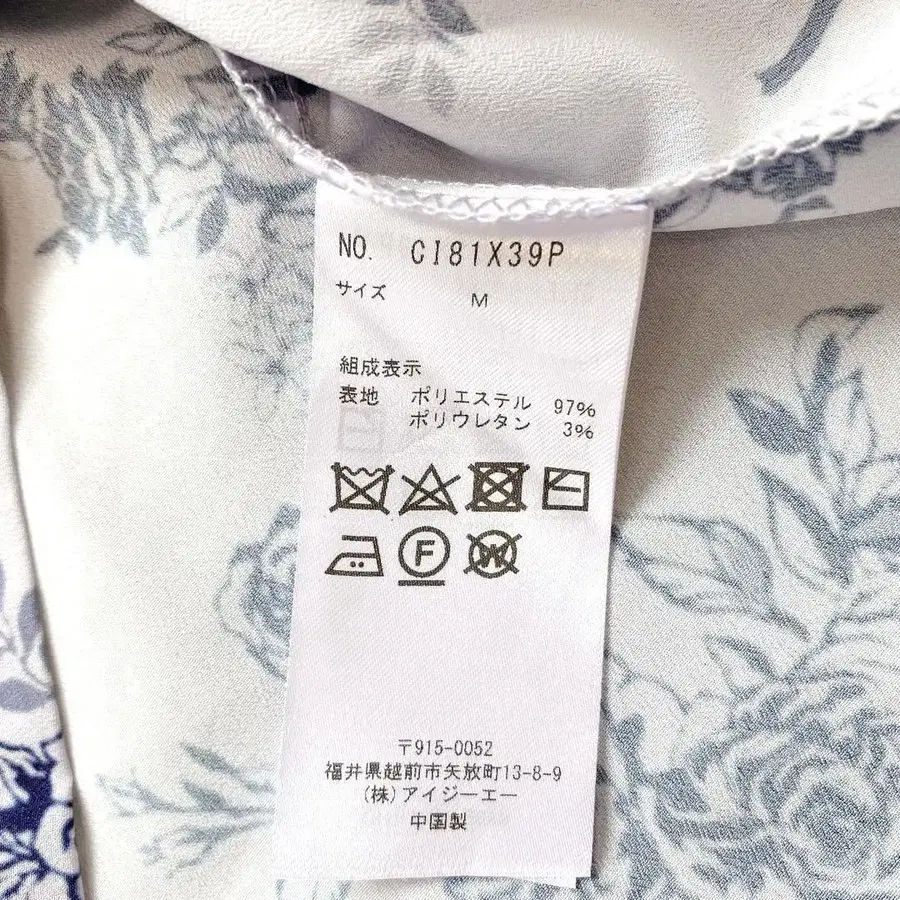 NO. CI81X39P
サイズ M
組成表示
表地 ポリエステル 97%
ポリウレタン 3%
F
W
〒915-0052
福井県越前市矢放町13-8-9
(株)アイジーエー
中国製